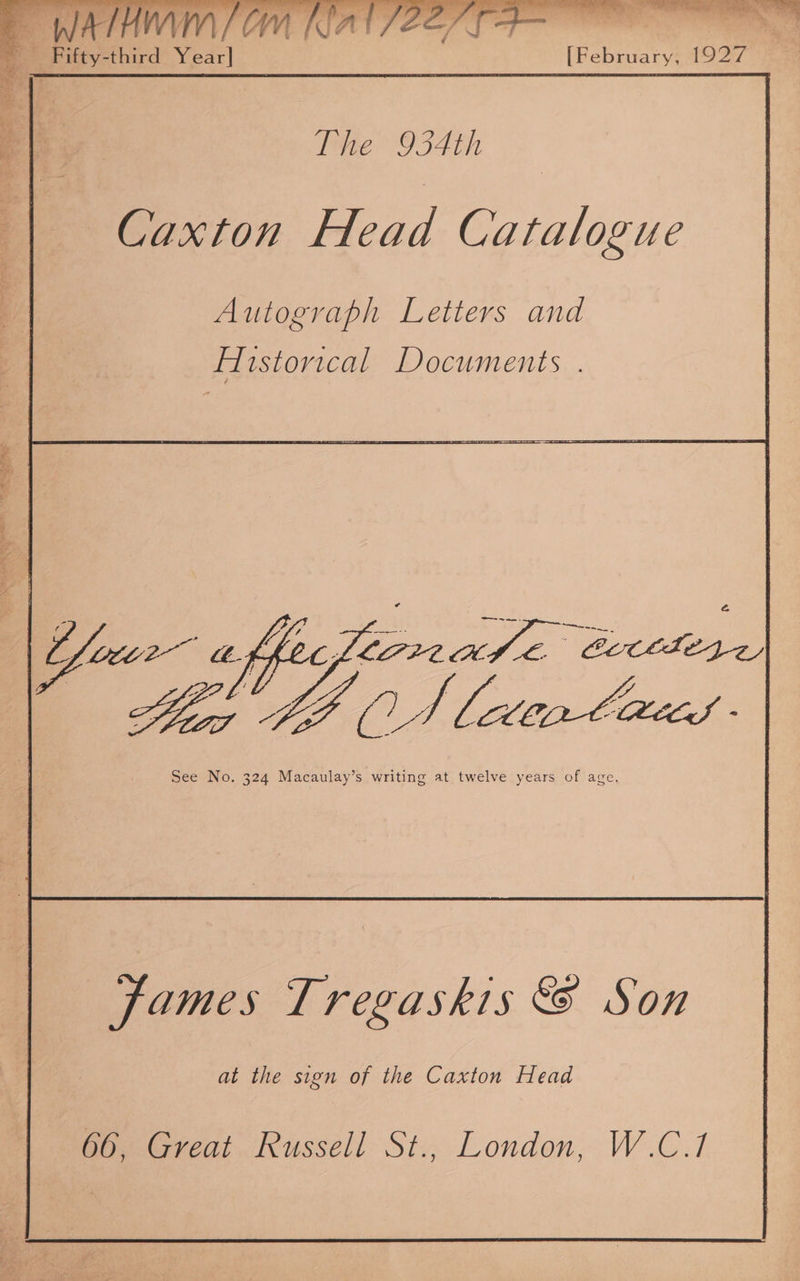 Fifty-third Year] [February, 1927
The 934th
Caxton Head Catalogue
Autograph Letters and
Historical Documents .
Your affectionate
Thos B Macaulay -
See No. 324 Macaulay’s writing at twelve years of age.
James Tregaskis & Son
at the sign of the Caxton Head
66, Great Russell St., London, W.C.1